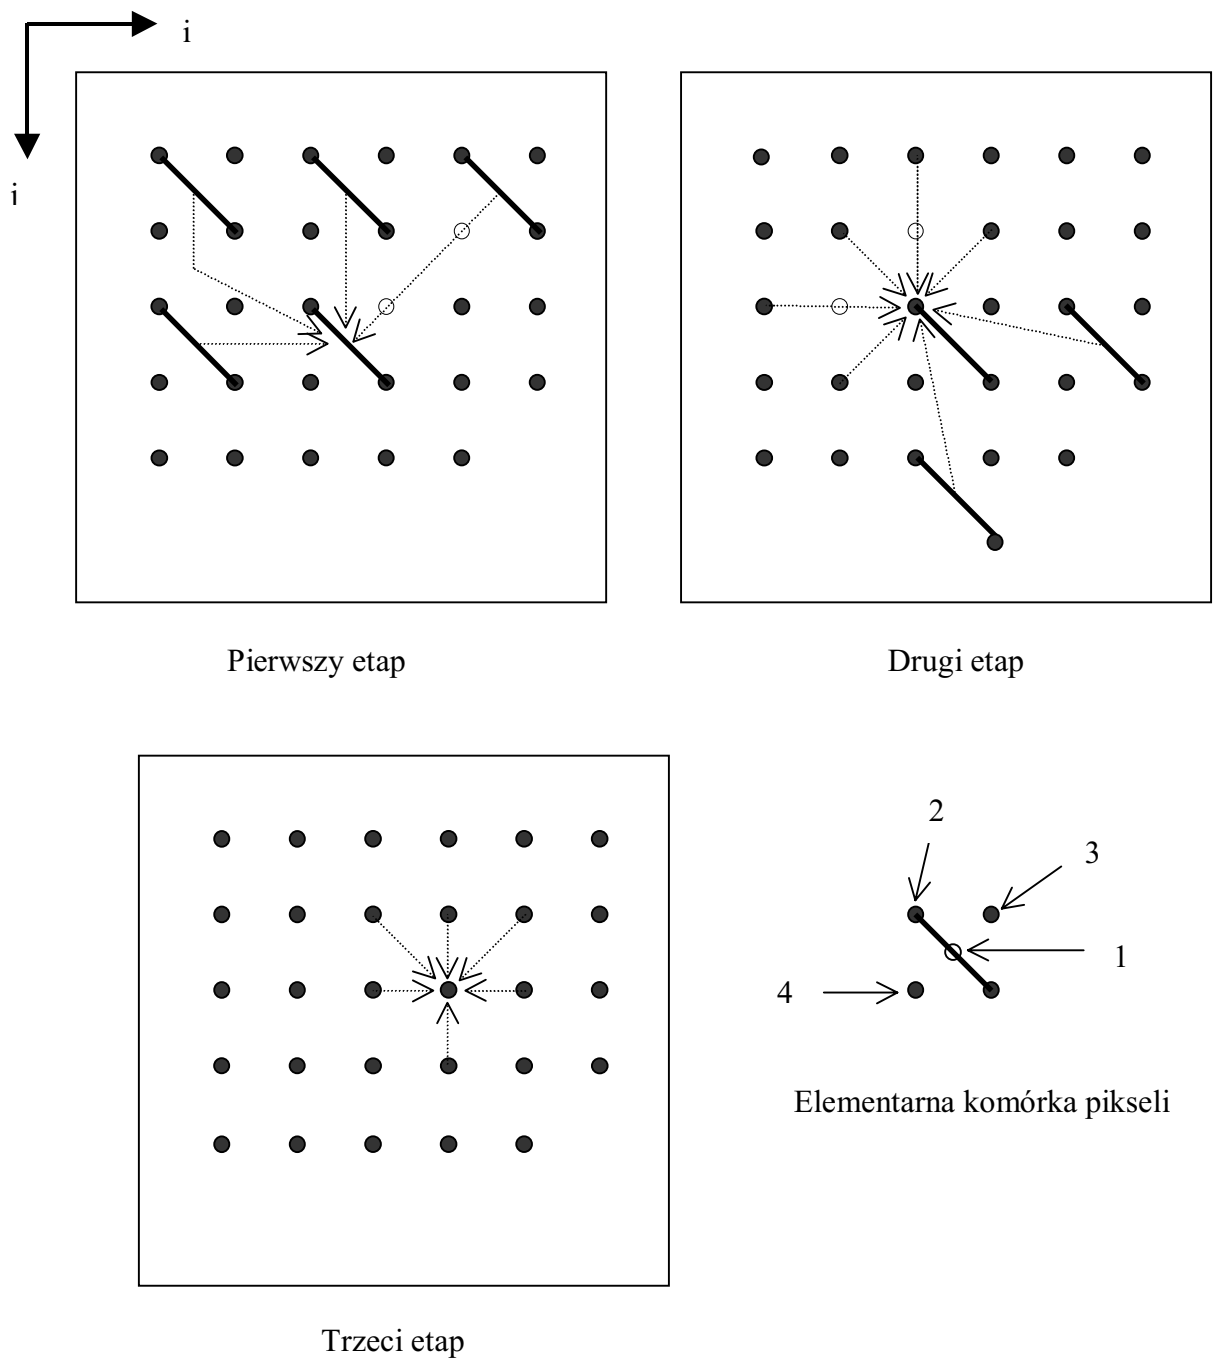 i
i
Pierwszy etap
Drugi etap
2
3
1
4
Elementarna komórka pikseli
Trzeci etap